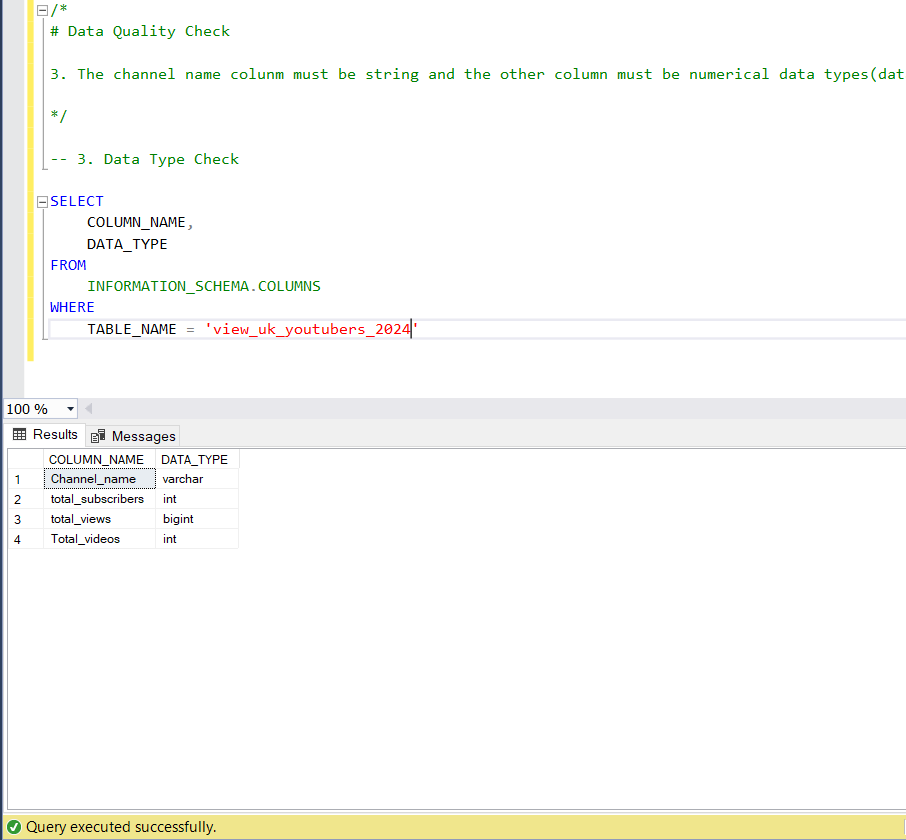 /*
# Data Quality Check
3. The channel name colunm must be string and the other column must be numerical data types(dat
*/
-- 3. Data Type Check
SELECT
COLUMN_NAME,
DATA_TYPE
FROM
INFORMATION_SCHEMA.COLUMNS
WHERE
TABLE_NAME = 'view_uk_youtubers_2024'
100 %
Results Messages
COLUMN_NAME DATA_TYPE
1 Channel_name varchar
2 total_subscribers int
3 total_views bigint
4 Total_videos int
Query executed successfully.